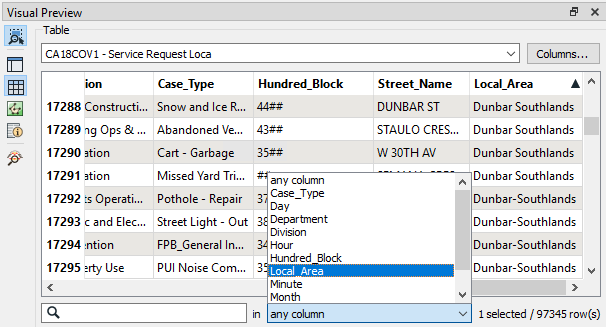 Visual Preview
Table
CA18COV1 - Service Request Loca
Columns...
ion Case_Type Hundred_Block Street_Name Local_Area
17288 Constructi... Snow and Ice R... 44## DUNBAR ST Dunbar Southlands
17289 ng Ops & ... Abandoned Ve... 43## STAULO CRES... Dunbar Southlands
17290 ation Cart - Garbage 35## W 30TH AV Dunbar Southlands
17291 ation Missed Yard Tri... ## Dunbar Southlands
17292 ts Operati... Pothole - Repair 37 Dunbar-Southlands
17293 c and Elec... Street Light - Out 38 Dunbar-Southlands
17294 ention FPB_General In... 34 Dunbar-Southlands
17295 erty Use PUI Noise Com... 35 Dunbar-Southlands
any column
Case_Type
Day
Department
Division
Hour
Hundred_Block
Local_Area
Minute
Month
in any column 1 selected / 97345 row(s)